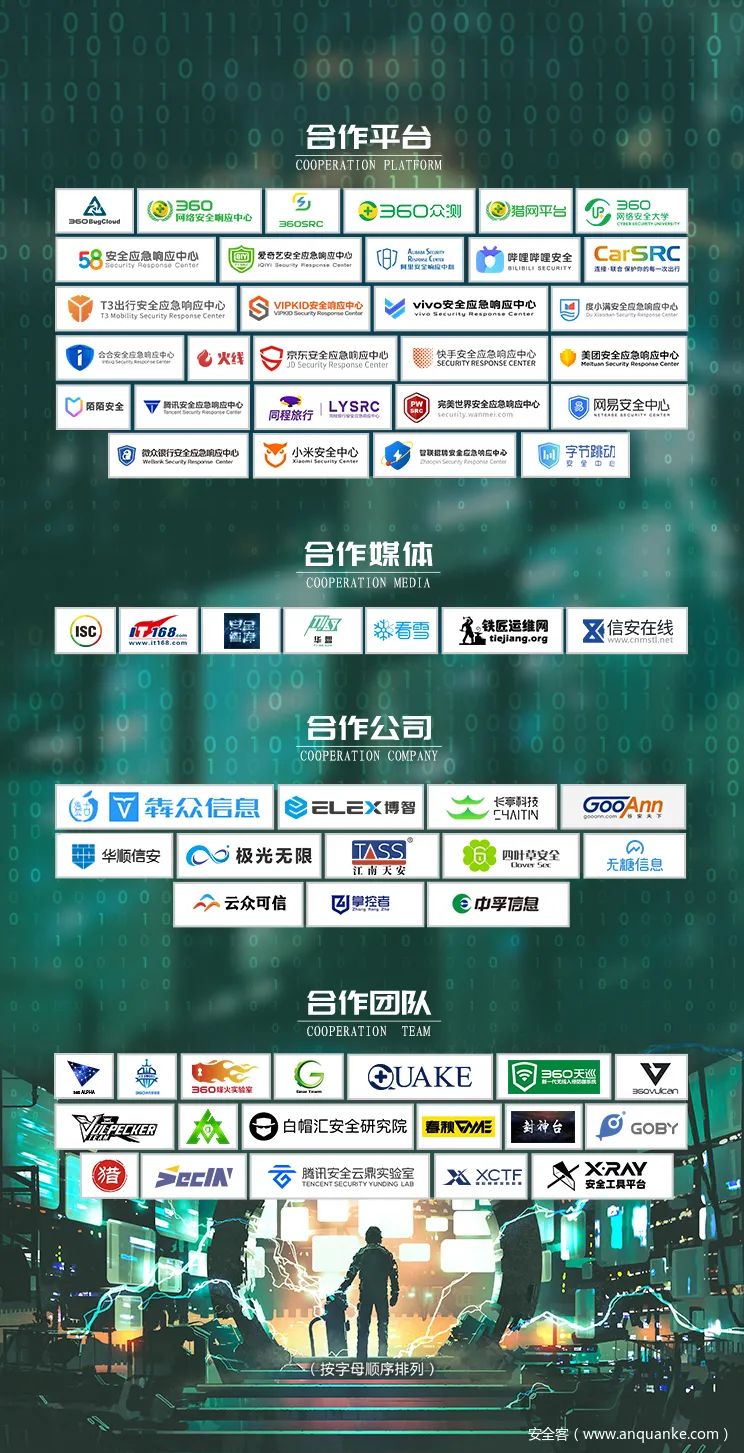 合作平台
COOPERATION PLATFORM
360BugCloud
360
网络安全响应中心
360SRC
360众测
猎网平台
360
网络安全大学
CYBER SECURITY UNIVERSITY
58 安全应急响应中心
Security Response Center
爱奇艺安全应急响应中心
iQIYI Security Response Center
ALIBABA SECURITY
RESPONSE CENTER
阿里安全响应中心
哔哩哔哩安全
BILIBILI SECURITY
CarSRC
连接·联合 保护你的每一次出行
T3出行安全应急响应中心
T3 Mobility Security Response Center
VIPKID安全响应中心
VIPKID Security Response Center
vivo安全应急响应中心
vivo Security Response Center
度小满安全应急响应中心
Du Xiaoman Security Response Center
合合安全应急响应中心
Intsig Security Response Center
火线
京东安全应急响应中心
JD Security Response Center
快手安全应急响应中心
SECURITY RESPONSE CENTER
美团安全应急响应中心
Meituan Security Response Center
陌陌安全
腾讯安全应急响应中心
Tencent Security Response Center
同程旅行
LYSRC
同程旅行安全应急响应中心
PW
SRC
完美世界安全应急响应中心
security.wanmei.com
网易安全中心
NETEASE SECURITY CENTER
微众银行安全应急响应中心
WeBank Security Response Center
小米安全中心
Xiaomi Security Center
智联招聘安全应急响应中心
Zhaopin Security Response Center
字节跳动
安全中心
合作媒体
COOPERATION MEDIA
ISC
IT168.com
www.it168.com
华盟
看雪
铁匠运维网
tiejiang.org
信安在线
www.cnmstl.net
合作公司
COOPERATION COMPANY
犇众信息
ELEX博智
长亭科技
CHAITIN
GooAnn
gooann.com 谷安天下
华顺信安
极光无限
TASS
®
江南天安
四叶草安全
Clover Sec
无糖信息
云众可信
掌控者
Zhang Kong Zhe
中孚信息
合作团队
COOPERATION TEAM
360 ALPHA
360烽火实验室
QUAKE
360天巡
新一代无线入侵防御系统
360vulcan
VULPECKER
TEAM
白帽汇安全研究院
春秋GAME
封神台
GOBY
猎
SecIN
腾讯安全云鼎实验室
TENCENT SECURITY YUNDING LAB
XCTF
X-RAY
安全工具平台
（按字母顺序排列）
安全客（www.anquanke.com）